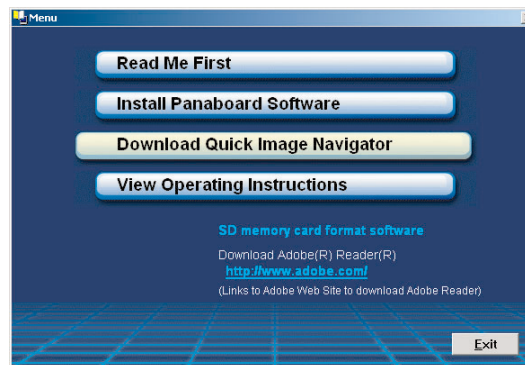 Menu
Read Me First
Install Panaboard Software
Download Quick Image Navigator
View Operating Instructions
SD memory card format software
Download Adobe(R) Reader(R)
http://www.adobe.com/
(Links to Adobe Web Site to download Adobe Reader)
Exit